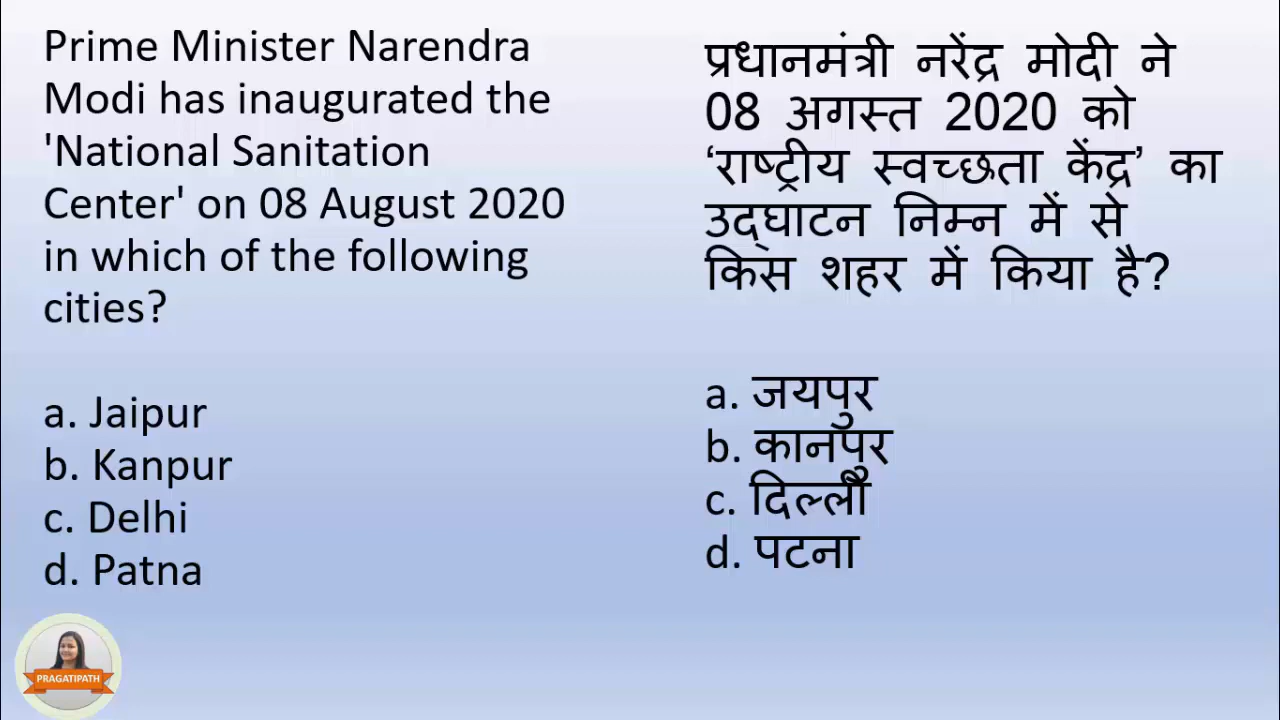 Prime Minister Narendra
Modi has inaugurated the
'National Sanitation
Center' on 08 August 2020
in which of the following
cities?
a. Jaipur
b. Kanpur
c. Delhi
d. Patna
प्रधानमंत्री नरेंद्र मोदी ने
08 अगस्त 2020 को
‘राष्ट्रीय स्वच्छता केंद्र’ का
उद्घाटन निम्न में से
किस शहर में किया है?
a. जयपुर
b. कानपुर
c. दिल्ली
d. पटना
PRAGATIPATH